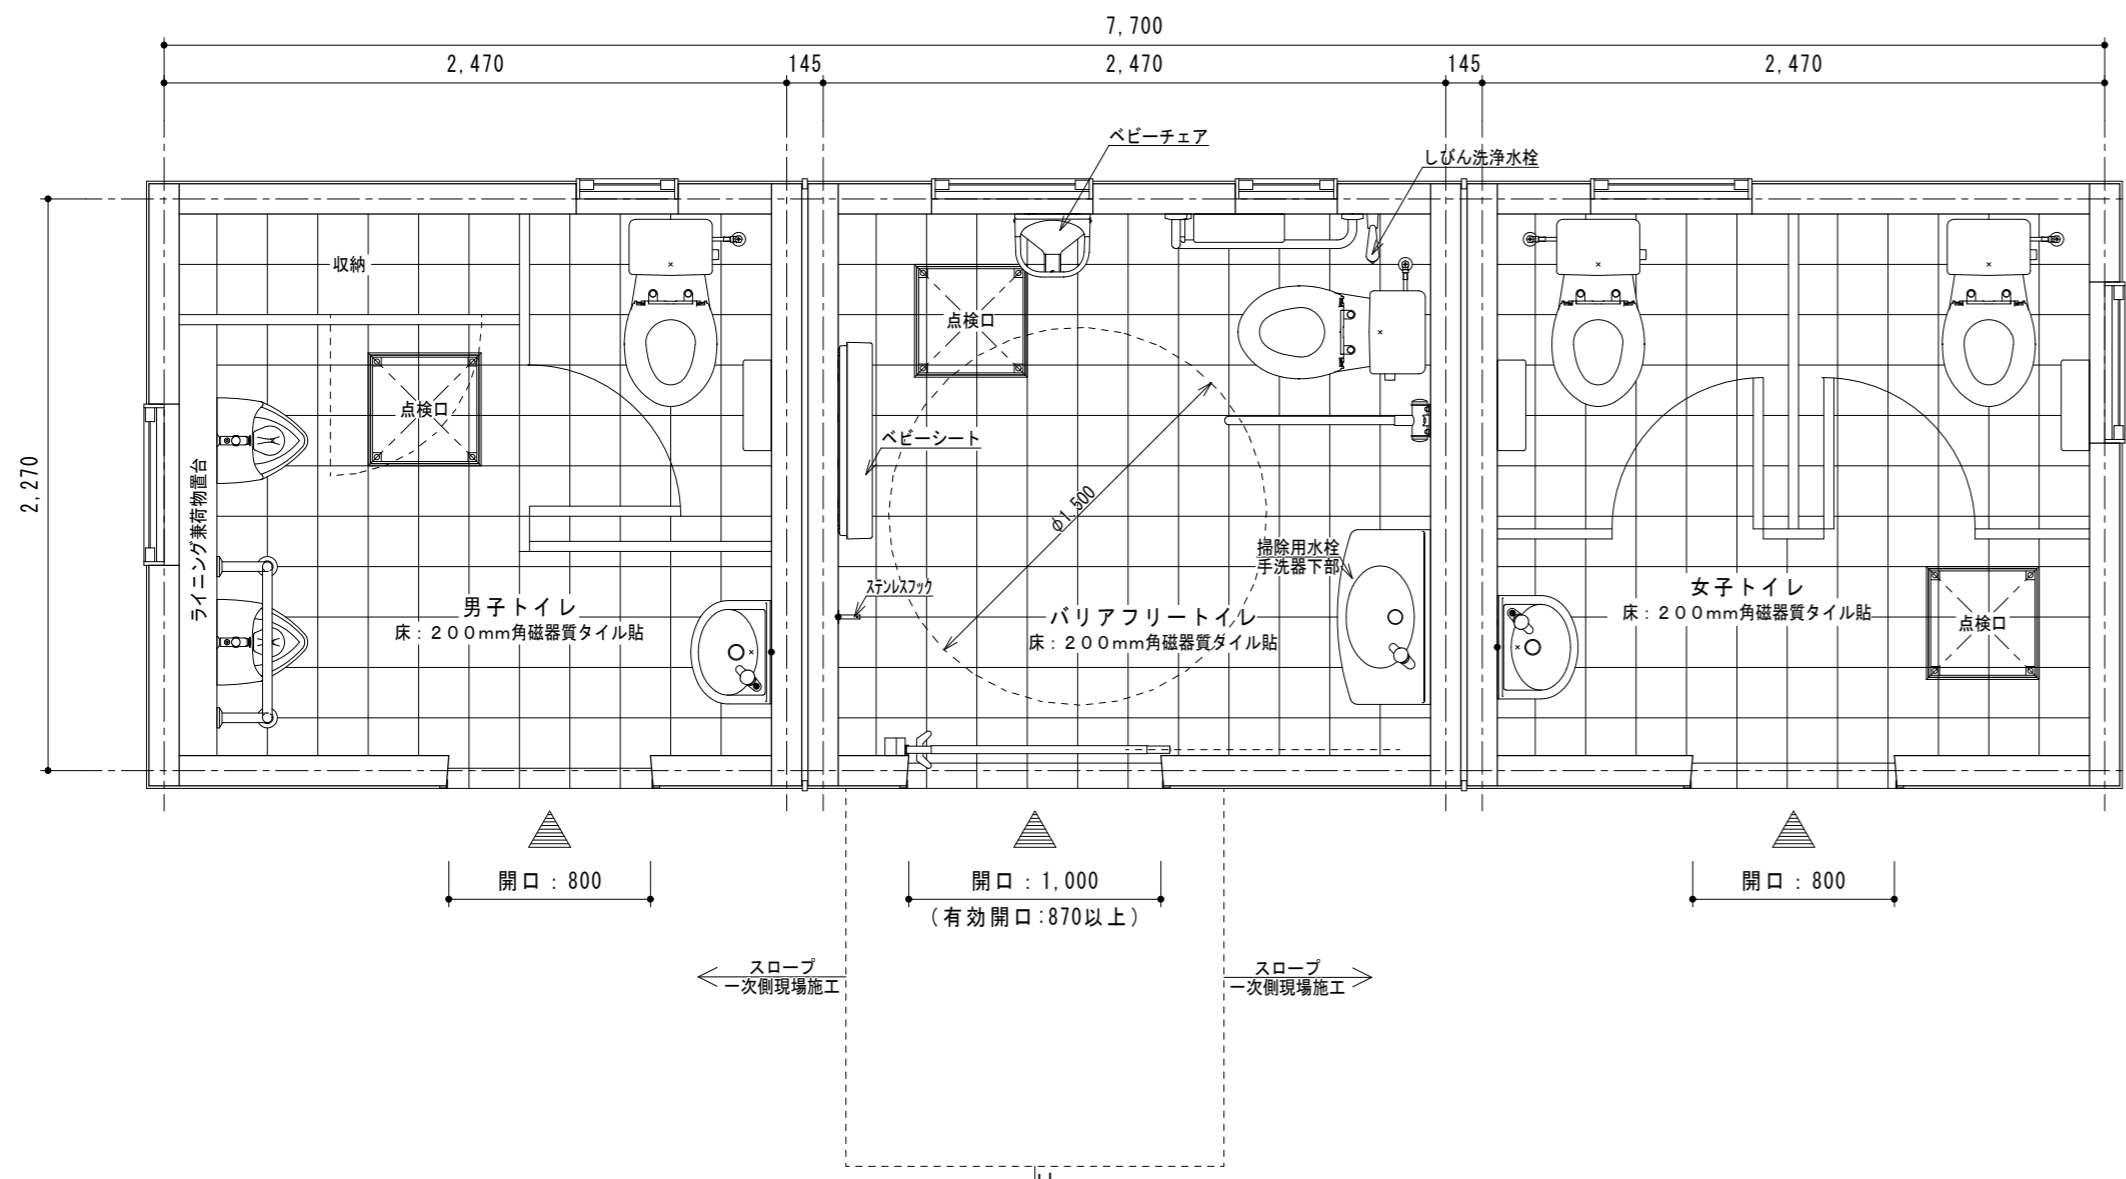 7,700
2,470
145
2,470
145
2,470
ベビーチェア
しびん洗浄水栓
収納
点検口
点検口
2,270
ライニング兼荷物置台
ベビーシート
φ1,500
掃除用水栓
手洗器下部
ステンレスフック
男子トイレ
床：２００mm角磁器質タイル貼
バリアフリートイレ
床：２００mm角磁器質タイル貼
女子トイレ
床：２００mm角磁器質タイル貼
点検口
開口：800
開口：1,000
（有効開口：870以上）
開口：800
スロープ
一次側現場施工
スロープ
一次側現場施工